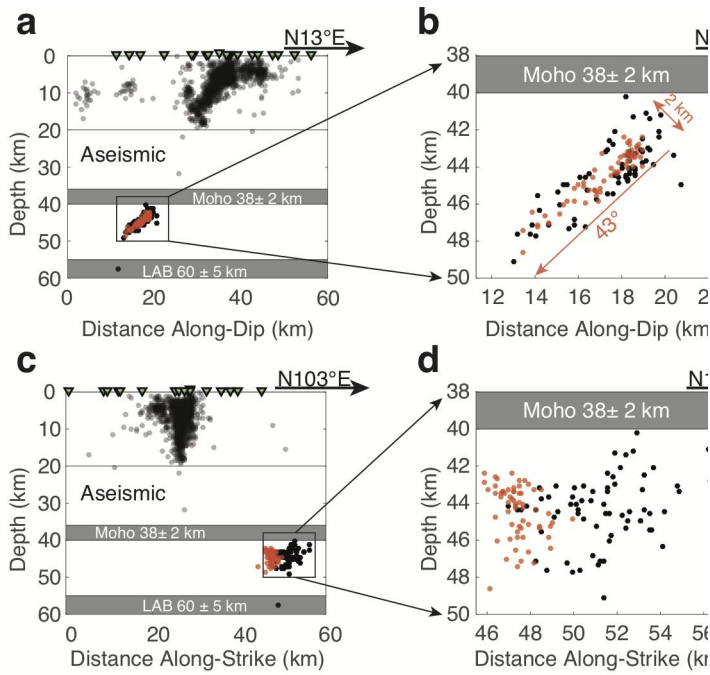 a
N13°E
0
10
20
30
40
50
60
Depth (km)
Aseismic
Moho 38± 2 km
LAB 60 ± 5 km
0 20 40 60
Distance Along-Dip (km)
b
N
38
40
42
44
46
48
50
Depth (km)
Moho 38± 2 km
2 km
43°
12 14 16 18 20 22
Distance Along-Dip (km
c
N103°E
0
10
20
30
40
50
60
Depth (km)
Aseismic
Moho 38± 2 km
LAB 60 ± 5 km
0 20 40 60
Distance Along-Strike (km)
d
N1
38
40
42
44
46
48
50
Depth (km)
Moho 38± 2 km
46 48 50 52 54 56
Distance Along-Strike (km